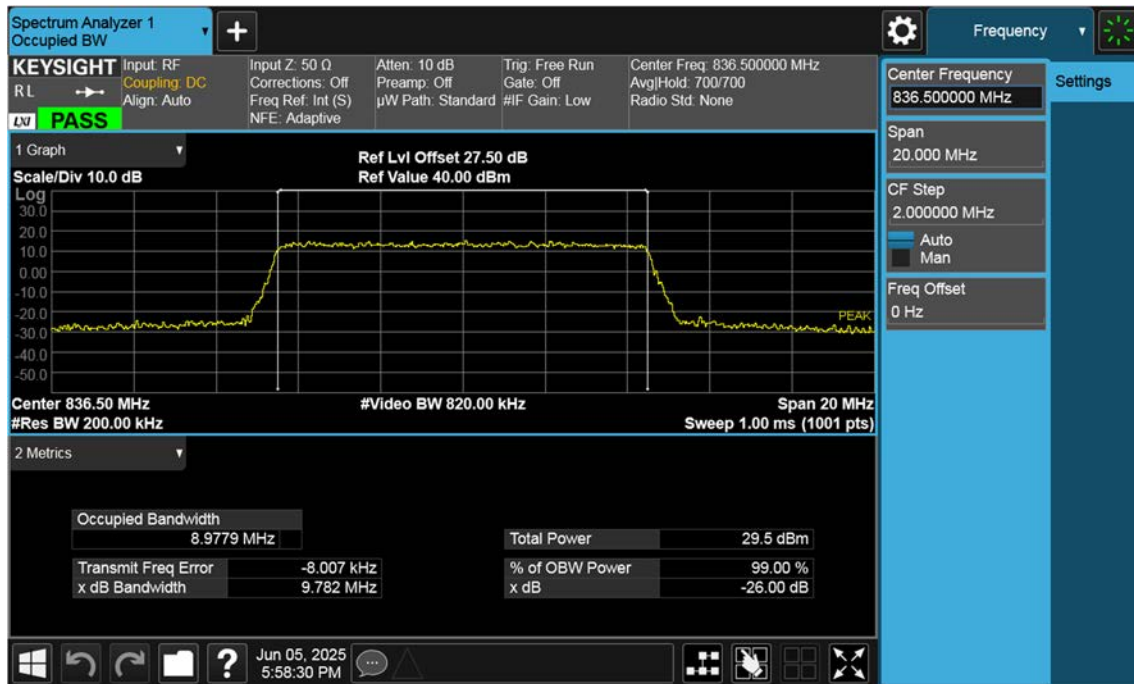 Spectrum Analyzer 1
Occupied BW
Frequency
KEYSIGHT
R L
LXI
PASS
Input: RF
Coupling: DC
Align: Auto
Input Z: 50 Ω
Corrections: Off
Freq Ref: Int (S)
NFE: Adaptive
Atten: 10 dB
Preamp: Off
µW Path: Standard
Trig: Free Run
Gate: Off
#IF Gain: Low
Center Freq: 836.500000 MHz
Avg|Hold: 700/700
Radio Std: None
Center Frequency
836.500000 MHz
Settings
Span
20.000 MHz
CF Step
2.000000 MHz
Auto
Man
Freq Offset
0 Hz
1 Graph
Scale/Div 10.0 dB
Ref Lvl Offset 27.50 dB
Ref Value 40.00 dBm
Log
30.0
20.0
10.0
0.00
-10.0
-20.0
-30.0
-40.0
-50.0
PEAK
Center 836.50 MHz
#Video BW 820.00 kHz
Span 20 MHz
#Res BW 200.00 kHz
Sweep 1.00 ms (1001 pts)
2 Metrics
Occupied Bandwidth
8.9779 MHz
Total Power 29.5 dBm
Transmit Freq Error -8.007 kHz
% of OBW Power 99.00 %
x dB Bandwidth 9.782 MHz
x dB -26.00 dB
?
Jun 05, 2025
5:58:30 PM